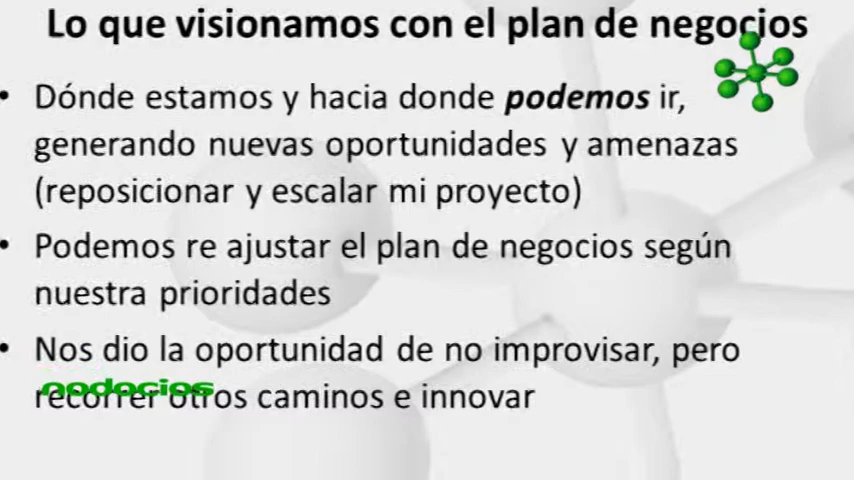 Lo que visionamos con el plan de negocios
• Dónde estamos y hacia donde podemos ir,
generando nuevas oportunidades y amenazas
(reposicionar y escalar mi proyecto)
• Podemos re ajustar el plan de negocios según
nuestra prioridades
• Nos dio la oportunidad de no improvisar, pero
nodocios
recorrer otros caminos e innovar